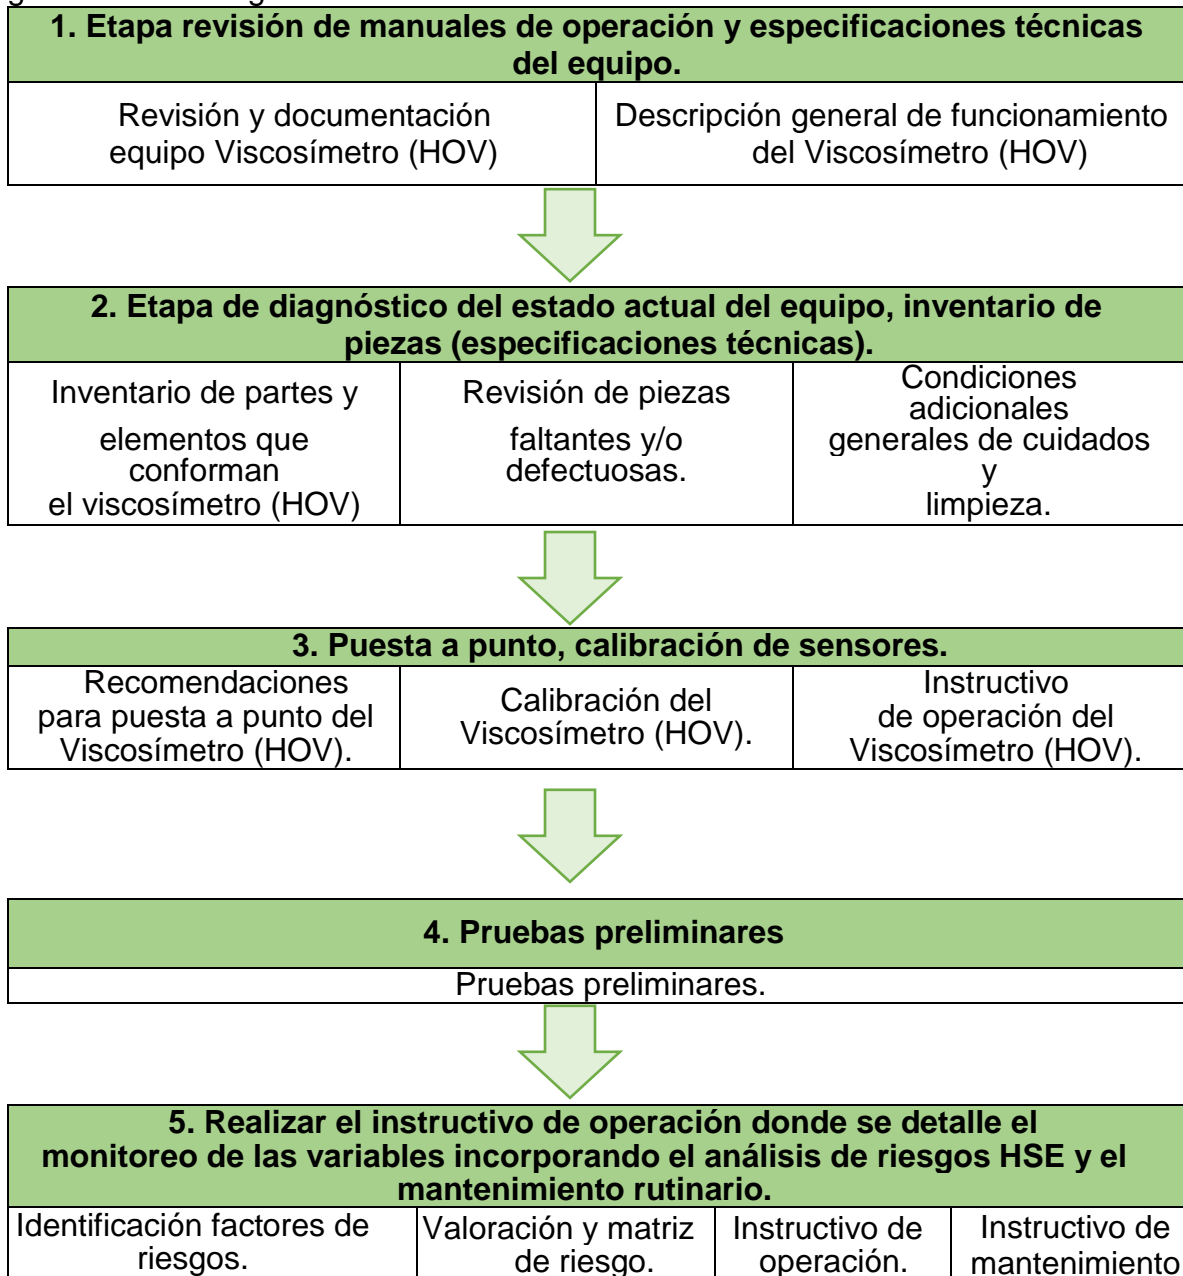 1. Etapa revisión de manuales de operación y especificaciones técnicas
del equipo.
Revisión y documentación
equipo Viscosímetro (HOV)
Descripción general de funcionamiento
del Viscosímetro (HOV)
2. Etapa de diagnóstico del estado actual del equipo, inventario de
piezas (especificaciones técnicas).
Inventario de partes y
elementos que
conforman
el viscosímetro (HOV)
Revisión de piezas
faltantes y/o
defectuosas.
Condiciones
adicionales
generales de cuidados
y
limpieza.
3. Puesta a punto, calibración de sensores.
Recomendaciones
para puesta a punto del
Viscosímetro (HOV).
Calibración del
Viscosímetro (HOV).
Instructivo
de operación del
Viscosímetro (HOV).
4. Pruebas preliminares
Pruebas preliminares.
5. Realizar el instructivo de operación donde se detalle el
monitoreo de las variables incorporando el análisis de riesgos HSE y el
mantenimiento rutinario.
Identificación factores de
riesgos.
Valoración y matriz
de riesgo.
Instructivo de
operación.
Instructivo de
mantenimiento